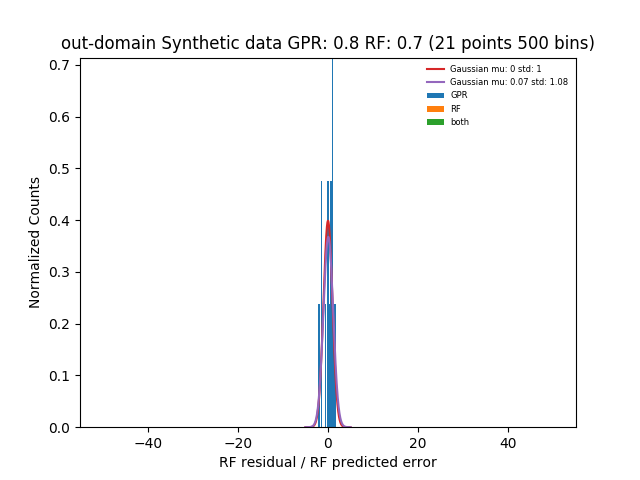 out-domain Synthetic data GPR: 0.8 RF: 0.7 (21 points 500 bins)
Gaussian mu: 0 std: 1
Gaussian mu: 0.07 std: 1.08
GPR
RF
both
Normalized Counts
0.7
0.6
0.5
0.4
0.3
0.2
0.1
0.0
−40 −20 0 20 40
RF residual / RF predicted error